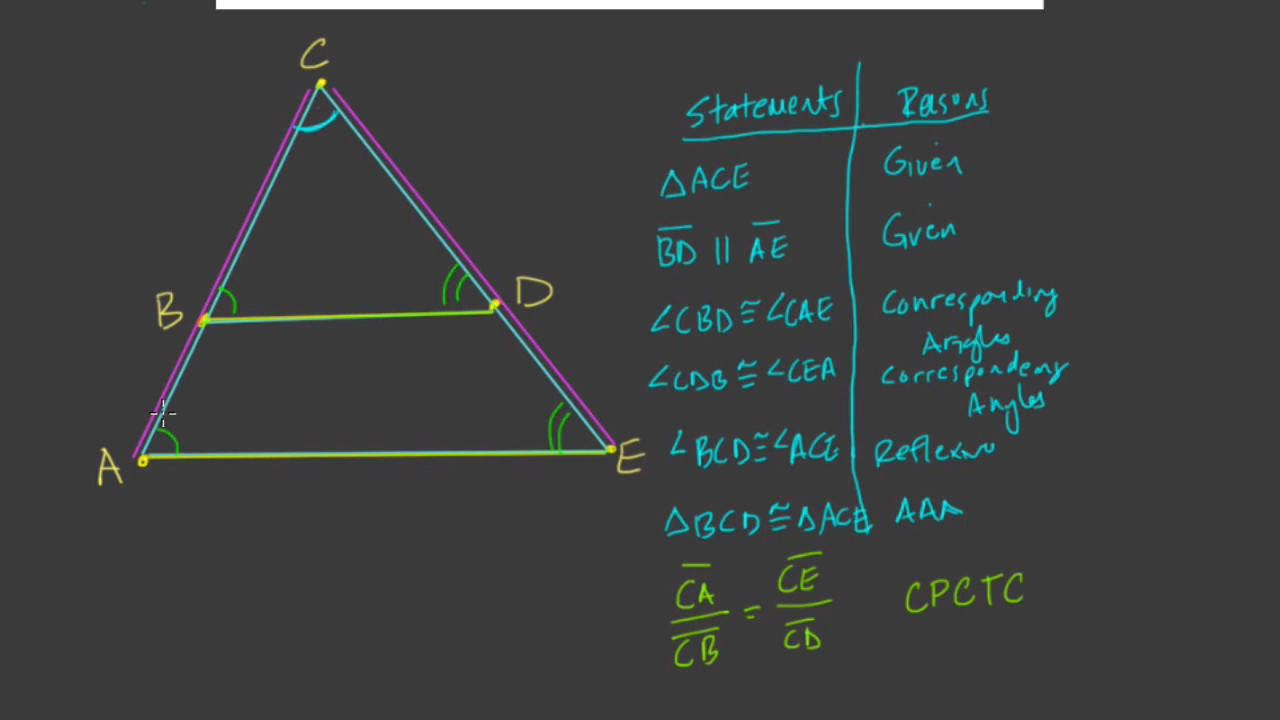 C
B
D
A
E
Statements Reasons
△ACE Given
BD || AE Given
∠CBD ≅ ∠CAE Corresponding
Angles
∠CDB ≅ ∠CEA Corresponding
Angles
∠BCD ≅ ∠ACE Reflexive
△BCD ≅ △ACE AAA
CA/CB = CE/CD CPCTC